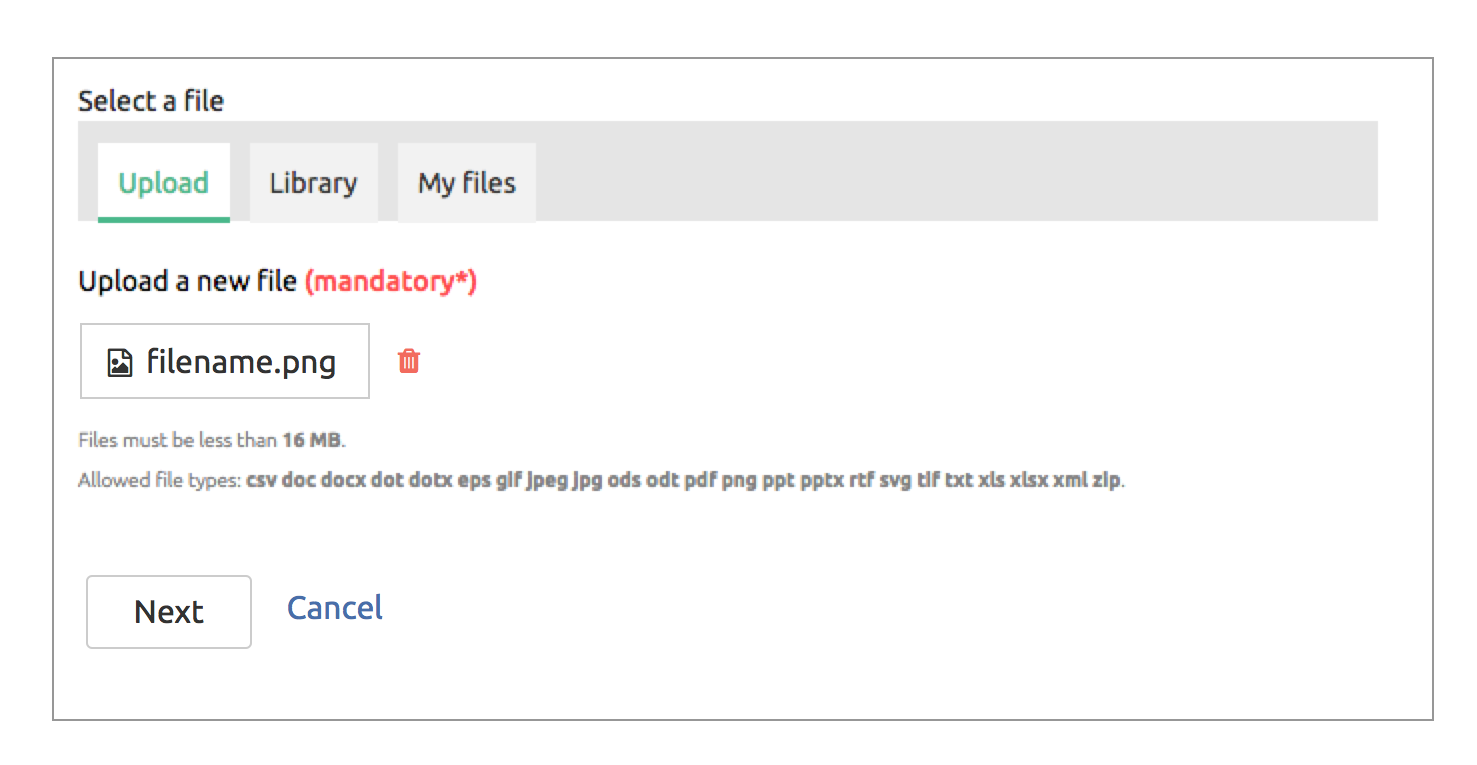 Select a file
Upload Library My files
Upload a new file (mandatory*)
filename.png
Files must be less than 16 MB.
Allowed file types: csv doc docx dot dotx eps gif jpeg jpg ods odt pdf png ppt pptx rtf svg tif txt xls xlsx xml zip.
Next Cancel